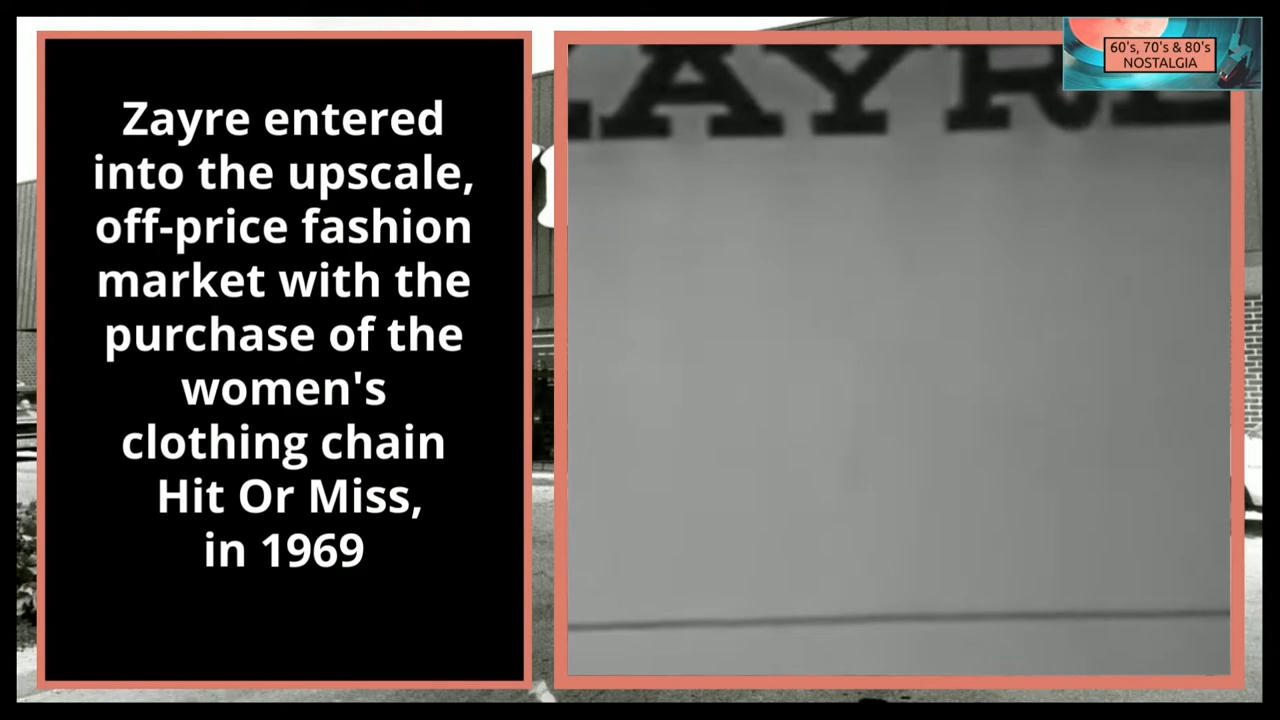 Zayre entered
into the upscale,
off-price fashion
market with the
purchase of the
women's
clothing chain
Hit Or Miss,
in 1969
ZAYRE
60's, 70's & 80's
NOSTALGIA